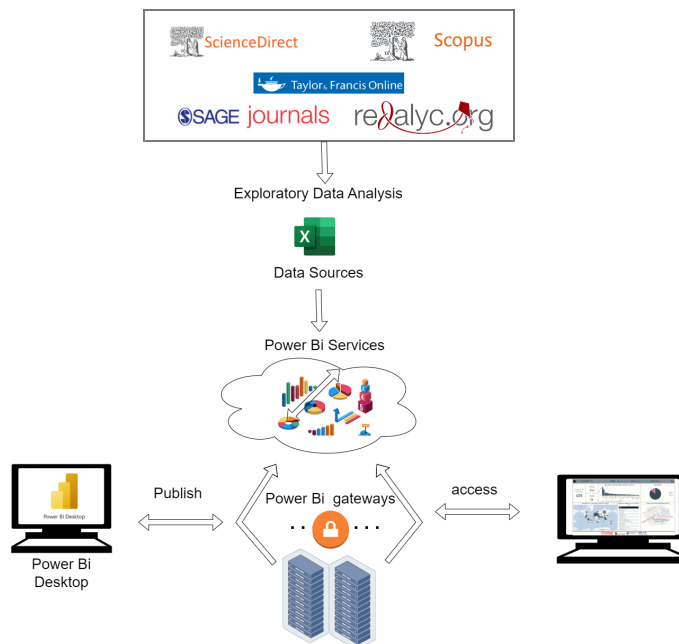 ScienceDirect
Scopus
Taylor & Francis Online
SAGE journals
redalyc.org
Exploratory Data Analysis
X
Data Sources
Power Bi Services
Publish
Power Bi gateways
access
Power Bi Desktop
Power Bi
Desktop